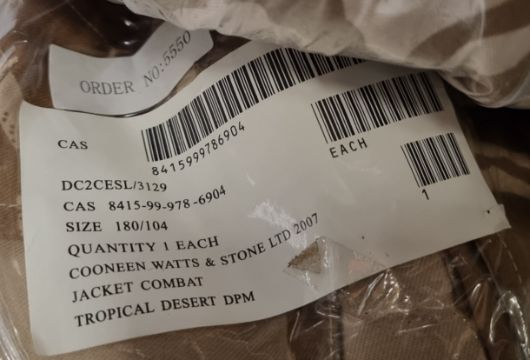 ORDER NO:5550
CAS
8415999786904
EACH
1
DC2CESL/3129
CAS 8415-99-978-6904
SIZE 180/104
QUANTITY 1 EACH
COONEEN WATTS & STONE LTD 2007
JACKET COMBAT
TROPICAL DESERT DPM